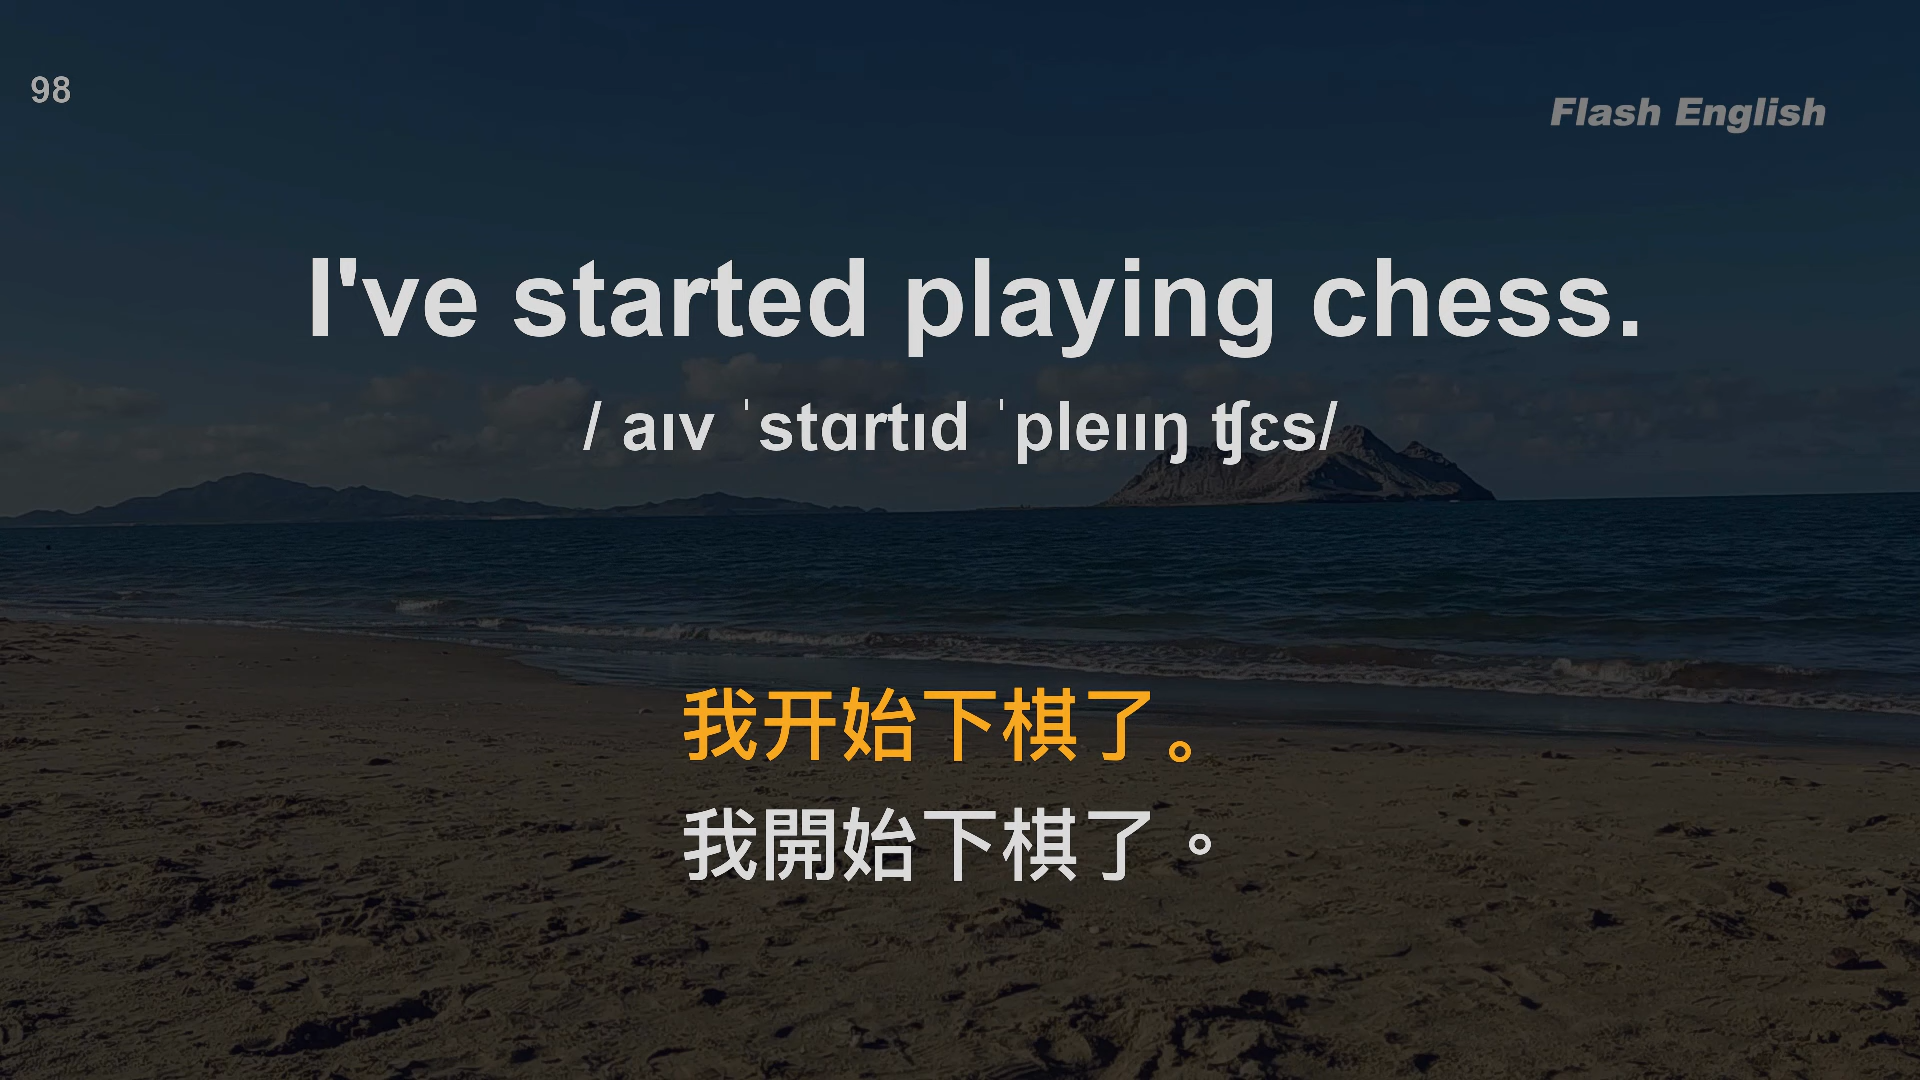 98
Flash English
I've started playing chess.
/ aɪv ˈstɑrtɪd ˈpleɪɪŋ ʧɛs/
我开始下棋了。
我開始下棋了。